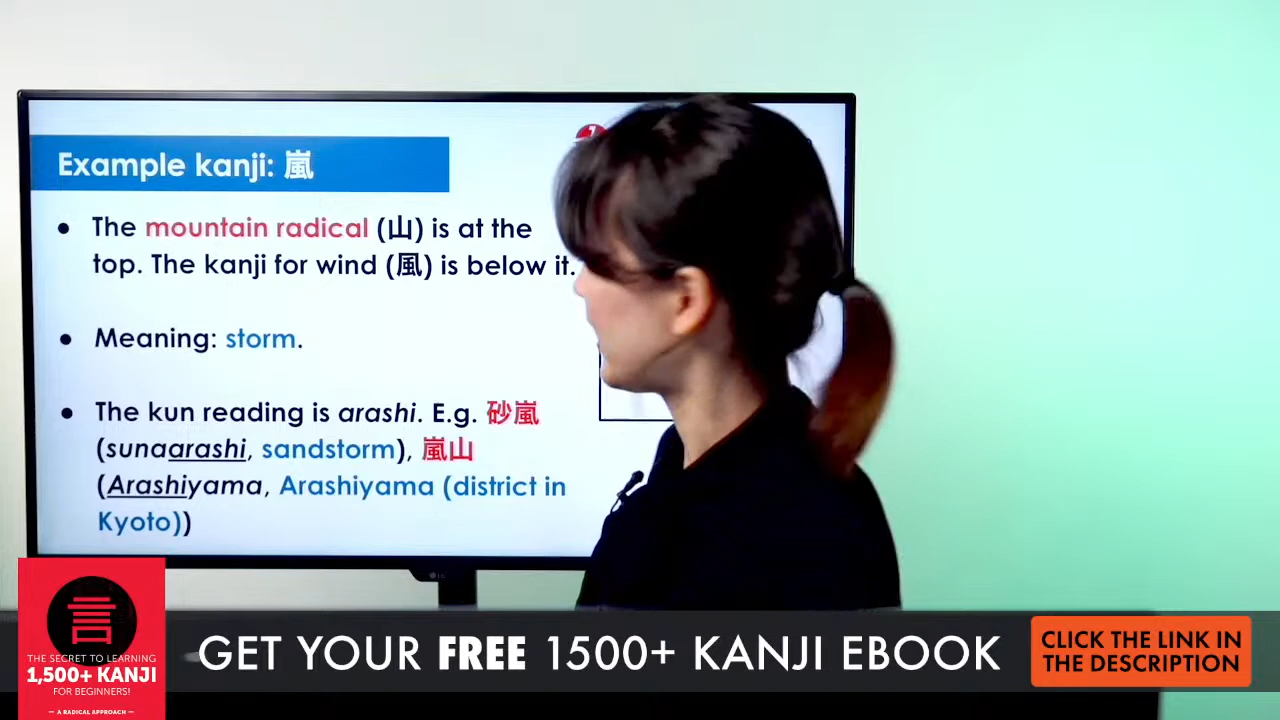 Example kanji: 嵐
● The mountain radical (山) is at the
top. The kanji for wind (風) is below it.
● Meaning: storm.
● The kun reading is arashi. E.g. 砂嵐
(sunaarashi, sandstorm), 嵐山
(Arashiyama, Arashiyama (district in
Kyoto))
LG
言
THE SECRET TO LEARNING
1,500+ KANJI
FOR BEGINNERS!
— A RADICAL APPROACH —
GET YOUR FREE 1500+ KANJI EBOOK
CLICK THE LINK IN
THE DESCRIPTION